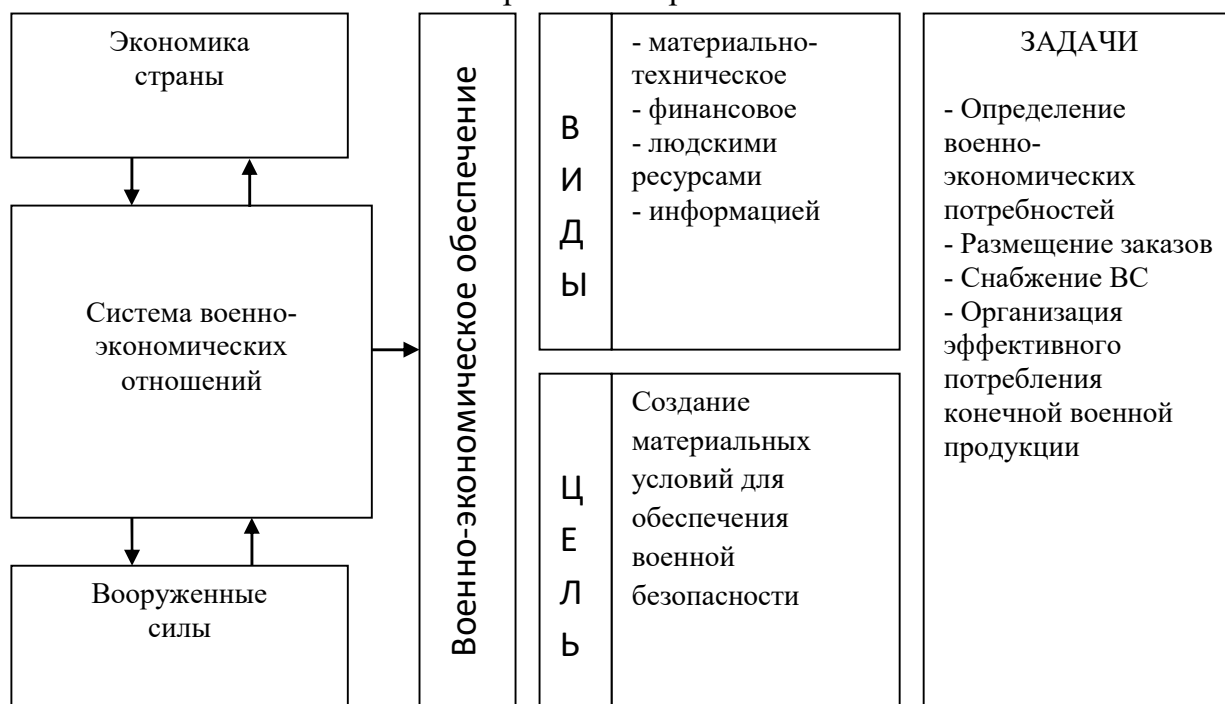 Экономика
страны
Система военно-
экономических
отношений
Вооруженные
силы
Военно-экономическое обеспечение
В
И
Д
Ы
- материально-
техническое
- финансовое
- людскими
ресурсами
- информацией
Ц
Е
Л
Ь
Создание
материальных
условий для
обеспечения
военной
безопасности
ЗАДАЧИ
- Определение
военно-
экономических
потребностей
- Размещение заказов
- Снабжение ВС
- Организация
эффективного
потребления
конечной военной
продукции